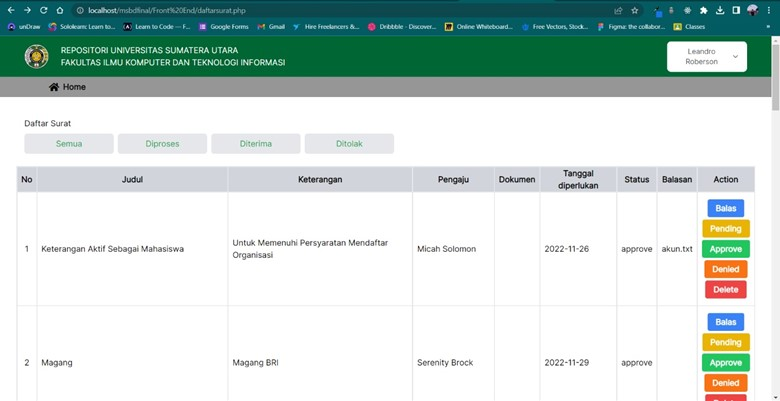 localhost/msbdfinal/Front%20End/daftarsurat.php
unDraw
Sololearn: Learn to...
Learn to Code — F...
Google Forms
Gmail
Hire Freelancers &...
Dribbble - Discover...
Online Whiteboard...
Free Vectors, Stock...
Figma: the collabor...
Classes
REPOSITORI UNIVERSITAS SUMATERA UTARA
FAKULTAS ILMU KOMPUTER DAN TEKNOLOGI INFORMASI
Leandro
Roberson
Home
Daftar Surat
Semua Diproses Diterima Ditolak
No Judul Keterangan Pengaju Dokumen Tanggal diperlukan Status Balasan Action
1 Keterangan Aktif Sebagai Mahasiswa Untuk Memenuhi Persyaratan Mendaftar Organisasi Micah Solomon 2022-11-26 approve akun.txt
Balas
Pending
Approve
Denied
Delete
2 Magang Magang BRI Serenity Brock 2022-11-29 approve
Balas
Pending
Approve
Denied